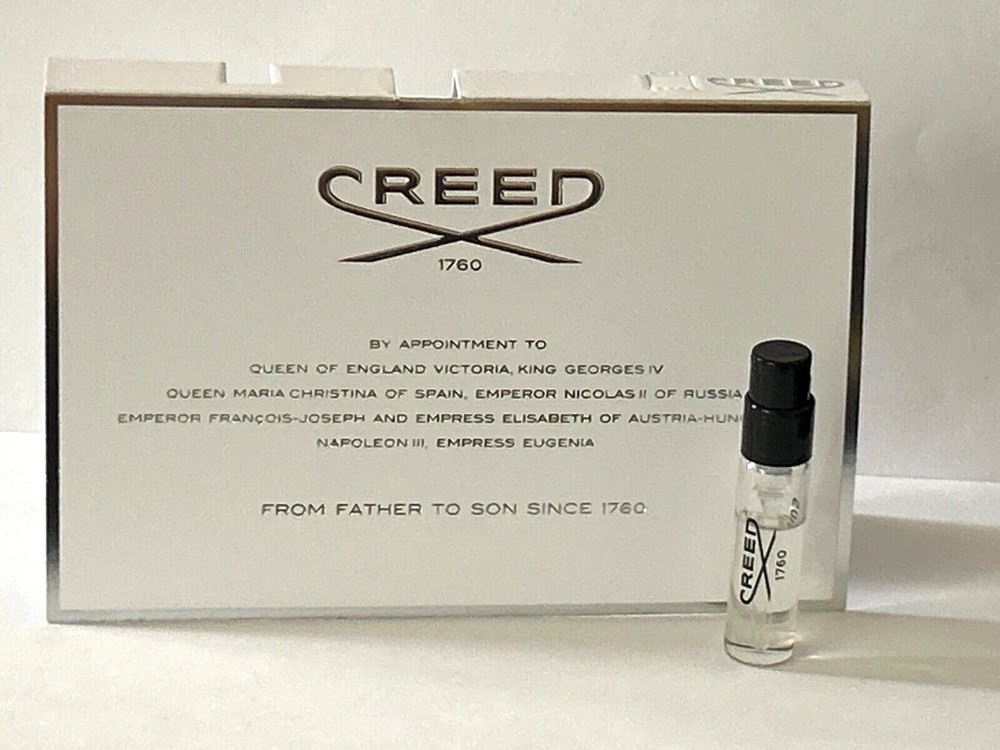 CREED
CREED
1760
BY APPOINTMENT TO
QUEEN OF ENGLAND VICTORIA, KING GEORGES IV
QUEEN MARIA CHRISTINA OF SPAIN, EMPEROR NICOLAS II OF RUSSIA
EMPEROR FRANÇOIS-JOSEPH AND EMPRESS ELISABETH OF AUSTRIA-HUN
NAPOLEON III, EMPRESS EUGENIA
FROM FATHER TO SON SINCE 1760
CREED
1760